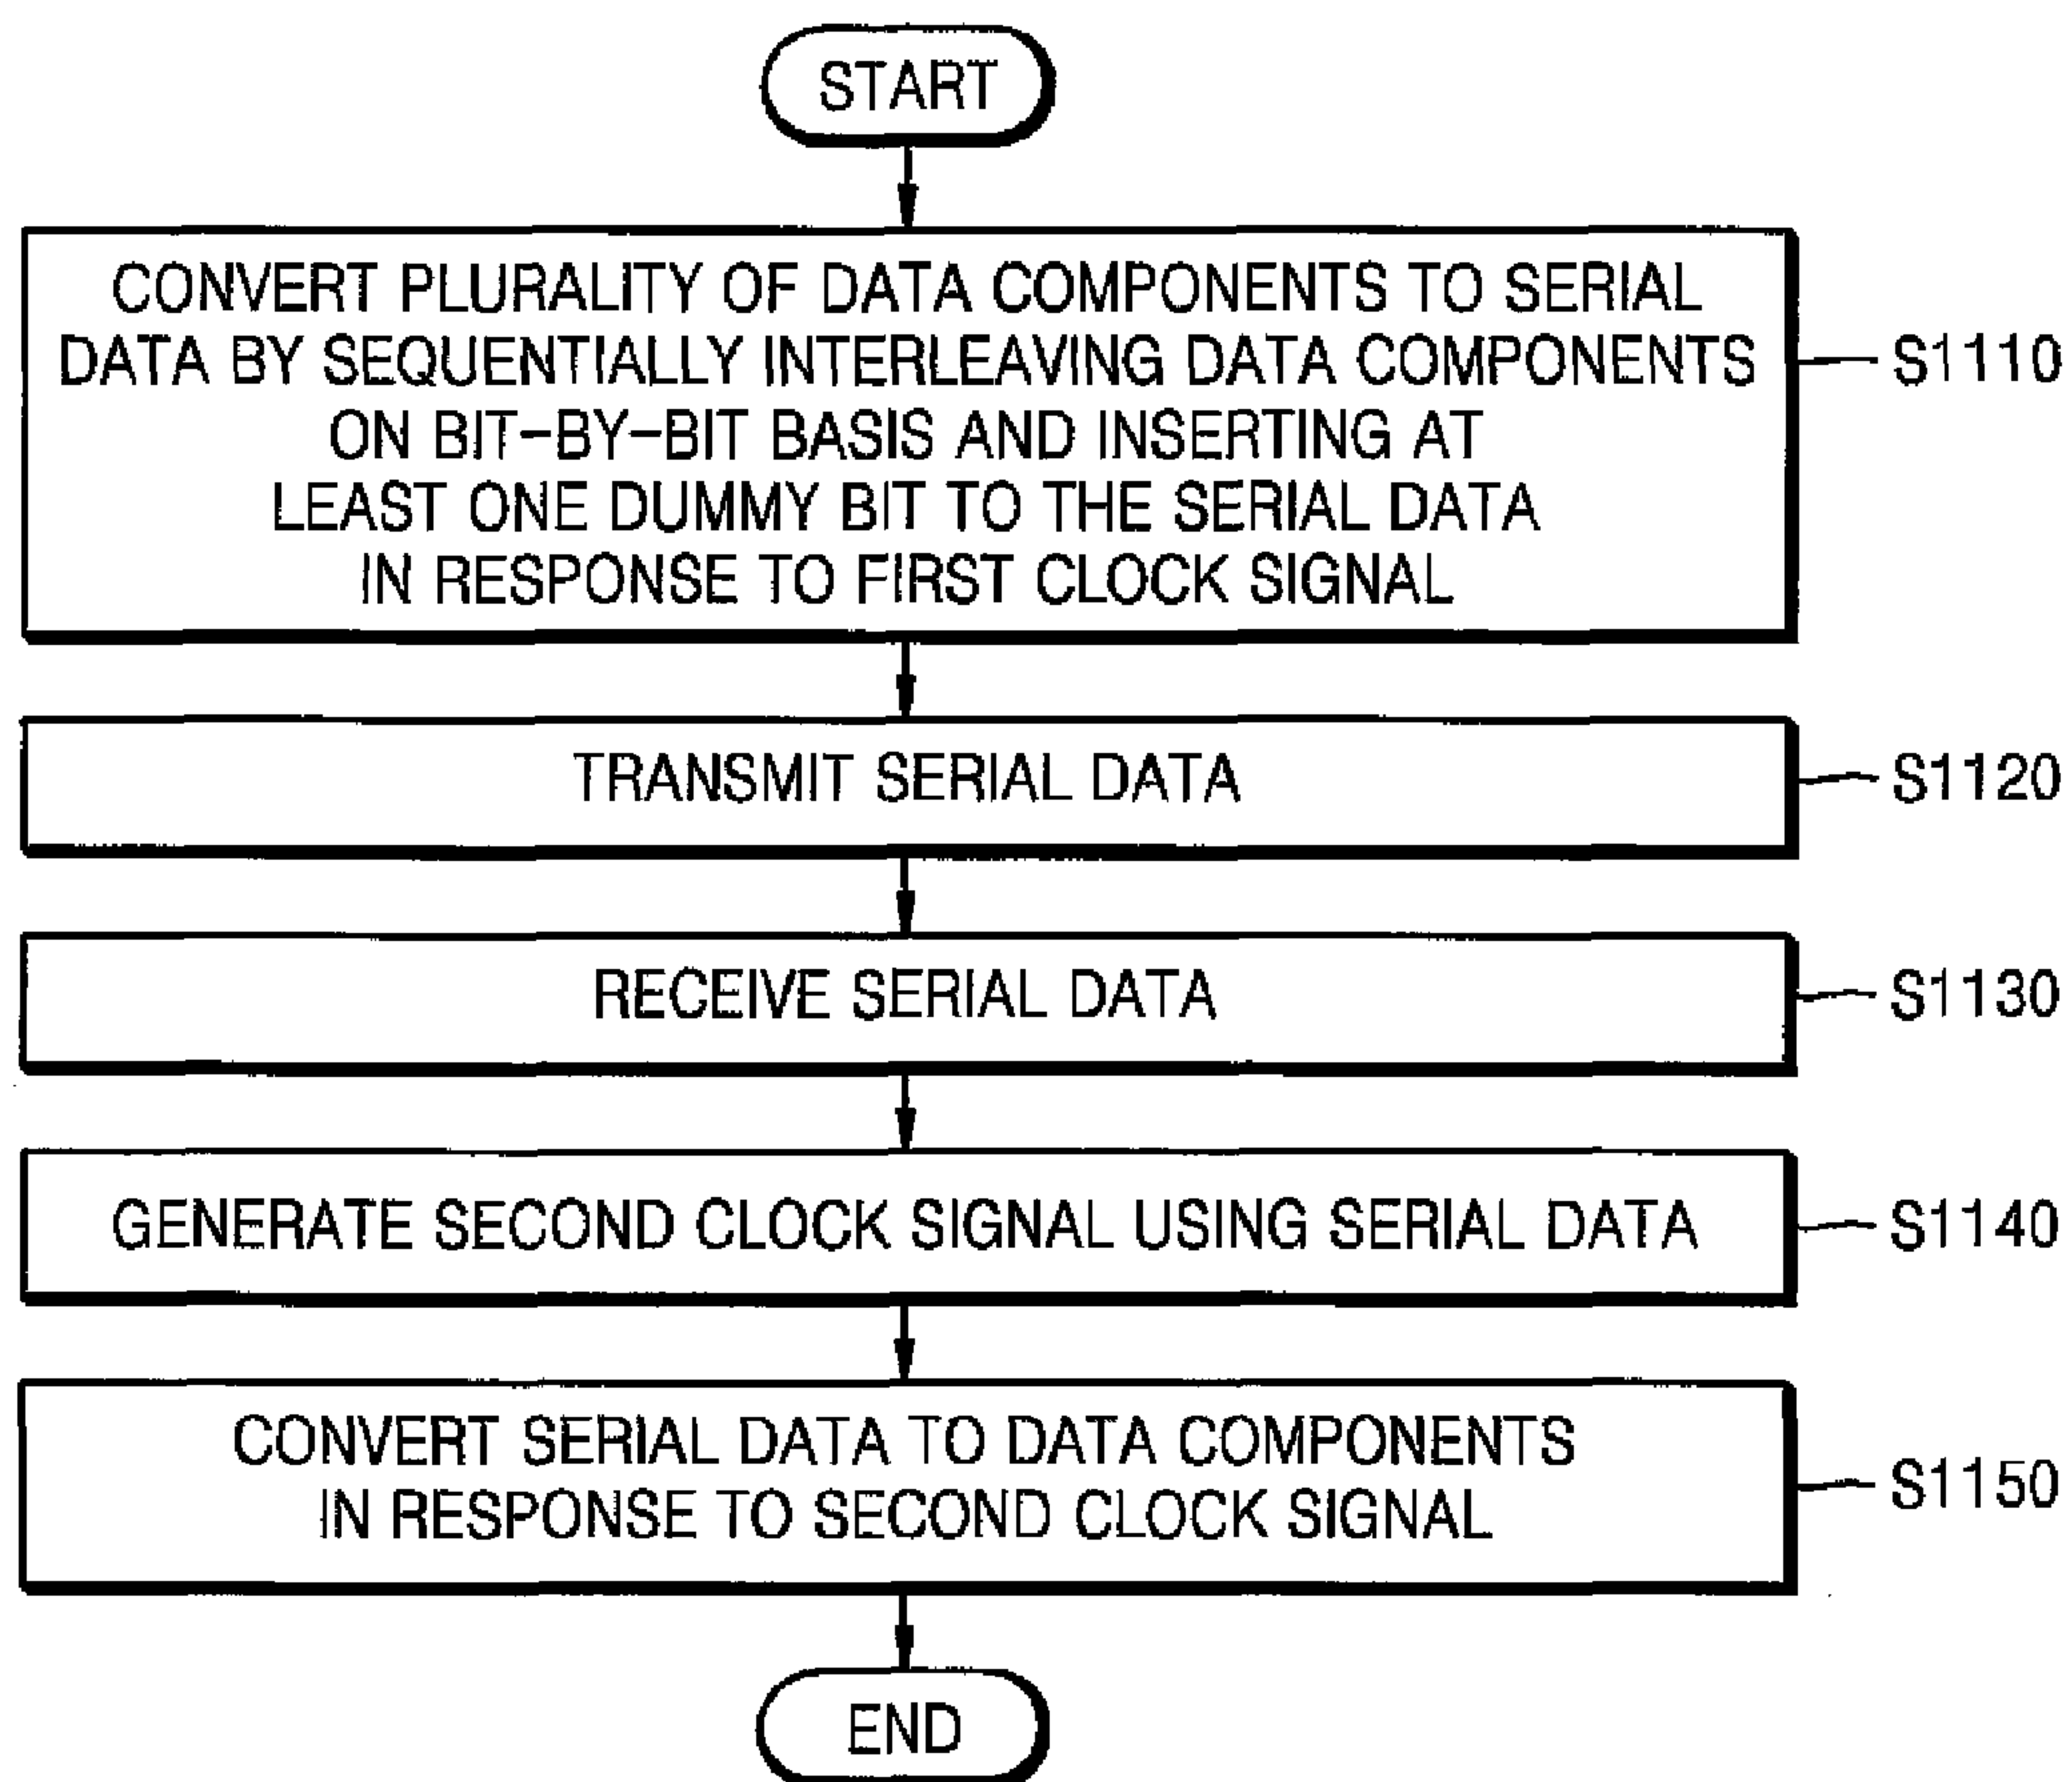 START
CONVERT PLURALITY OF DATA COMPONENTS TO SERIAL
DATA BY SEQUENTIALLY INTERLEAVING DATA COMPONENTS
ON BIT-BY-BIT BASIS AND INSERTING AT
LEAST ONE DUMMY BIT TO THE SERIAL DATA
IN RESPONSE TO FIRST CLOCK SIGNAL
S1110
TRANSMIT SERIAL DATA
S1120
RECEIVE SERIAL DATA
S1130
GENERATE SECOND CLOCK SIGNAL USING SERIAL DATA
S1140
CONVERT SERIAL DATA TO DATA COMPONENTS
IN RESPONSE TO SECOND CLOCK SIGNAL
S1150
END